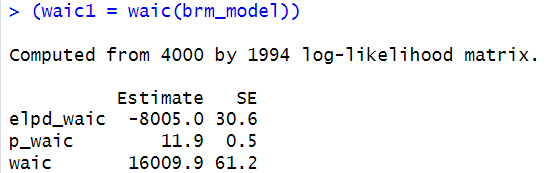 > (waic1 = waic(brm_model))
Computed from 4000 by 1994 log-likelihood matrix.
Estimate SE
elpd_waic -8005.0 30.6
p_waic 11.9 0.5
waic 16009.9 61.2